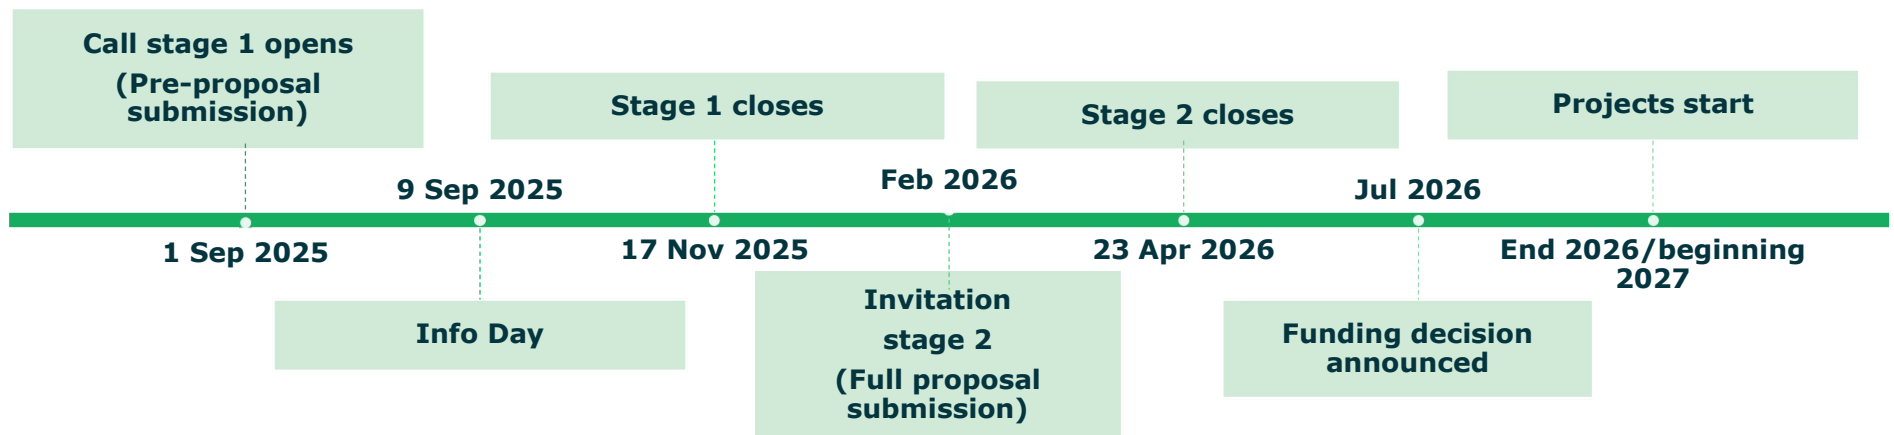 Call stage 1 opens
(Pre-proposal
submission)
1 Sep 2025
9 Sep 2025
Info Day
Stage 1 closes
17 Nov 2025
Feb 2026
Invitation
stage 2
(Full proposal
submission)
Stage 2 closes
23 Apr 2026
Jul 2026
Funding decision
announced
Projects start
End 2026/beginning
2027